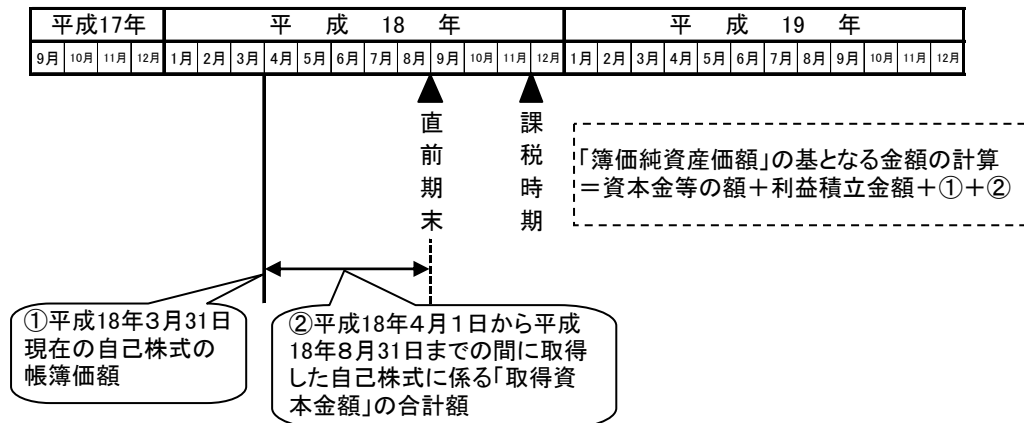 平成17年 平成18年 平成19年
9月 10月 11月 12月 1月 2月 3月 4月 5月 6月 7月 8月 9月 10月 11月 12月 1月 2月 3月 4月 5月 6月 7月 8月 9月 10月 11月 12月
直前期末
課税時期
「簿価純資産価額」の基となる金額の計算
＝資本金等の額＋利益積立金額＋①＋②
①平成18年3月31日
現在の自己株式の
帳簿価額
②平成18年4月1日から平成
18年8月31日までの間に取得
した自己株式に係る「取得資
本金額」の合計額